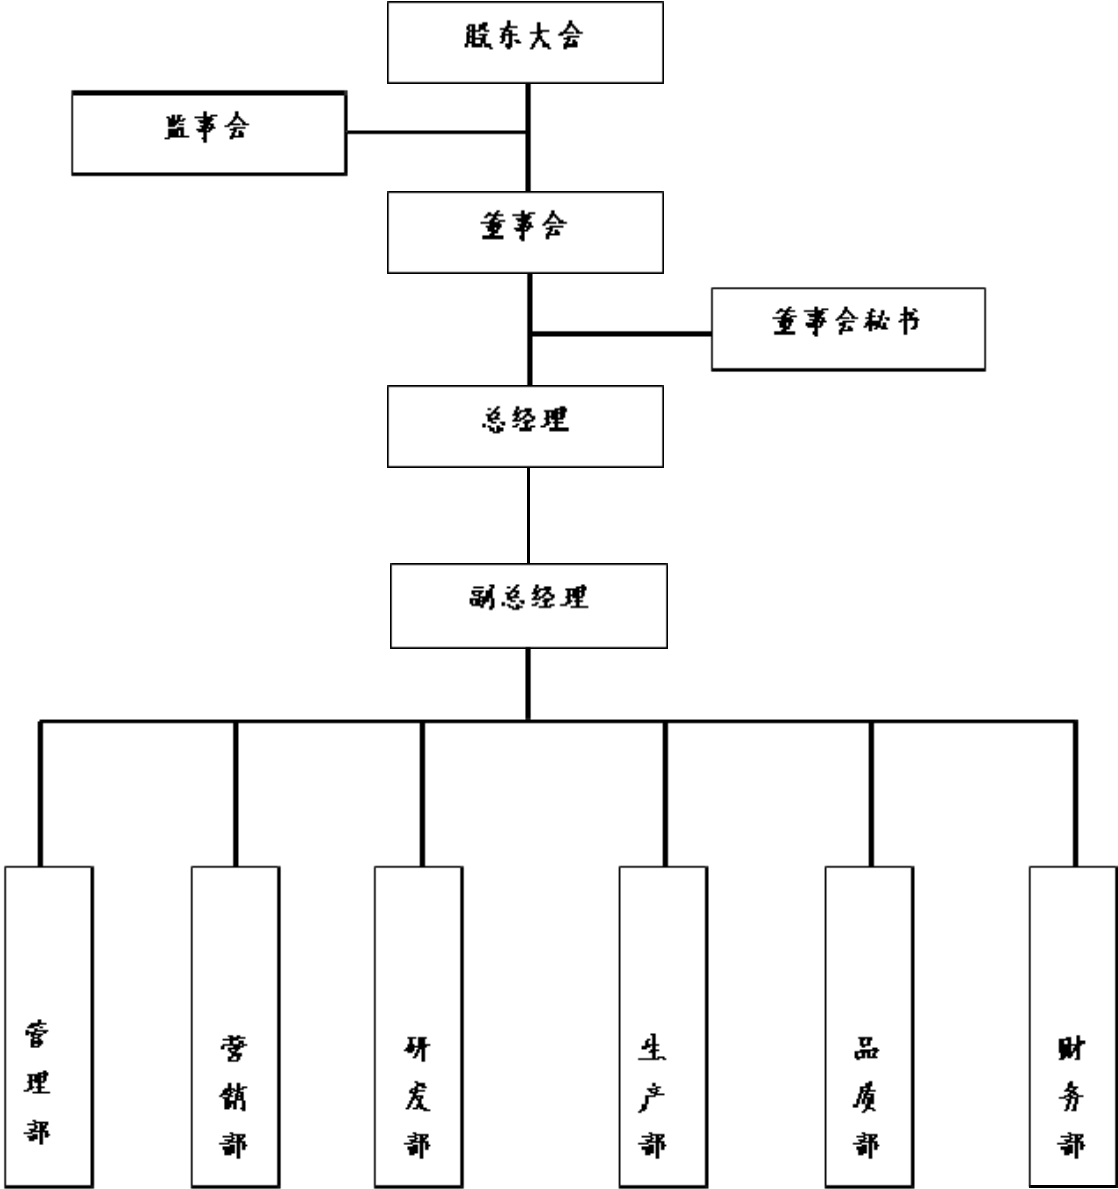 股东大会
监事会
董事会
董事会秘书
总经理
副总经理
管理部
营销部
研发部
生产部
品质部
财务部